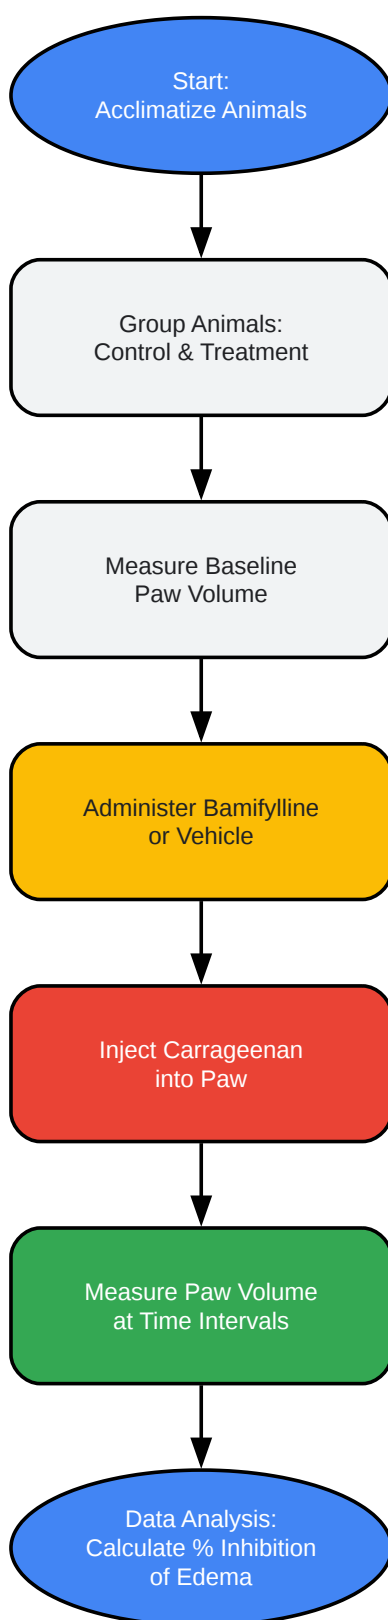 Start:
Acclimatize Animals
Group Animals:
Control & Treatment
Measure Baseline
Paw Volume
Administer Bamifylline
or Vehicle
Inject Carrageenan
into Paw
Measure Paw Volume
at Time Intervals
Data Analysis:
Calculate % Inhibition
of Edema